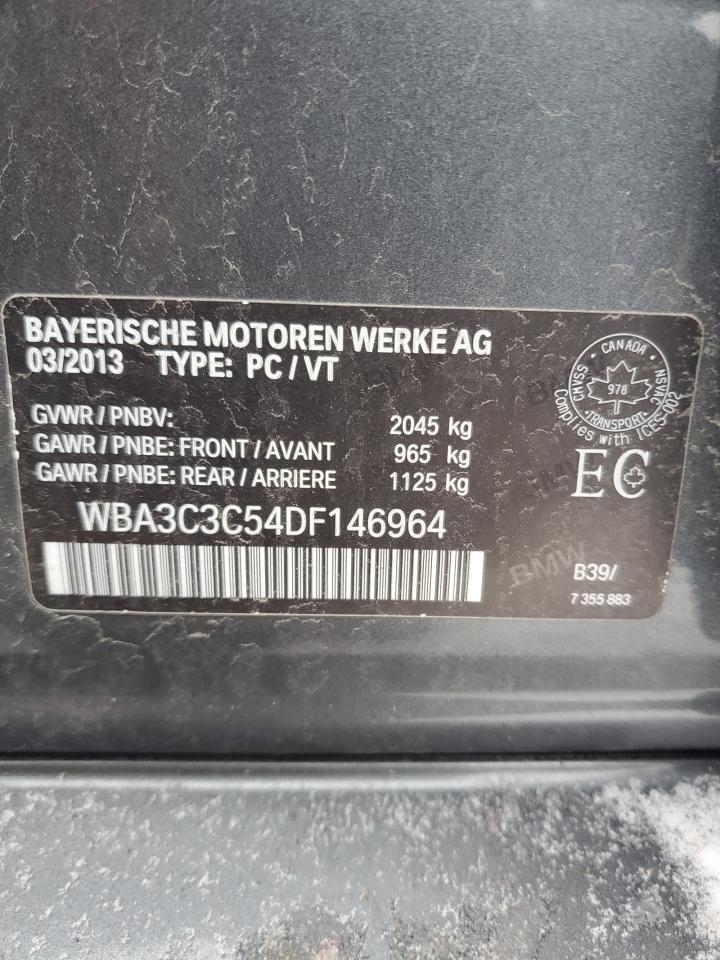 BAYERISCHE MOTOREN WERKE AG
03/2013 TYPE: PC / VT
GVWR / PNBV: 2045 kg
GAWR / PNBE: FRONT / AVANT 965 kg
GAWR / PNBE: REAR / ARRIERE 1125 kg
WBA3C3C54DF146964
CANADA
CMVSS
NSVAC
978
TRANSPORT
Complies with ICES-002
EC
BMW
B39/
7 355 883